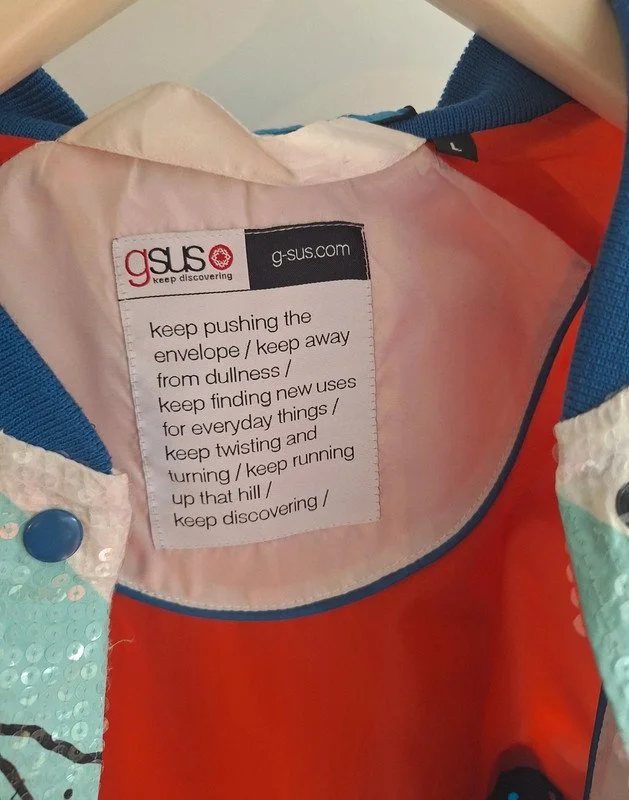 L
gsus
keep discovering
g-sus.com
keep pushing the
envelope / keep away
from dullness /
keep finding new uses
for everyday things /
keep twisting and
turning / keep running
up that hill /
keep discovering /